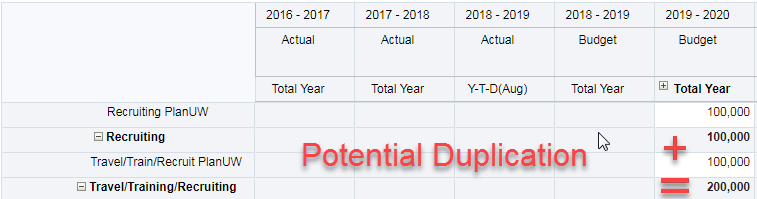 2016 - 2017 2017 - 2018 2018 - 2019 2018 - 2019 2019 - 2020
Actual Actual Actual Budget Budget
Total Year Total Year Y-T-D(Aug) Total Year Total Year
Recruiting PlanUW 100,000
Recruiting 100,000
Potential Duplication +
Travel/Train/Recruit PlanUW 100,000
Travel/Training/Recruiting = 200,000